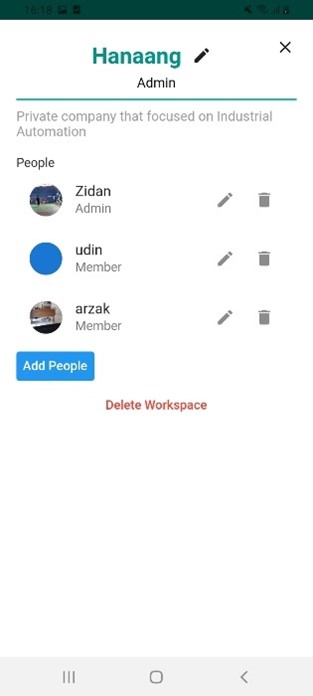 16:18
Hanaang
Admin
Private company that focused on Industrial
Automation
People
Zidan
Admin
udin
Member
arzak
Member
Add People
Delete Workspace